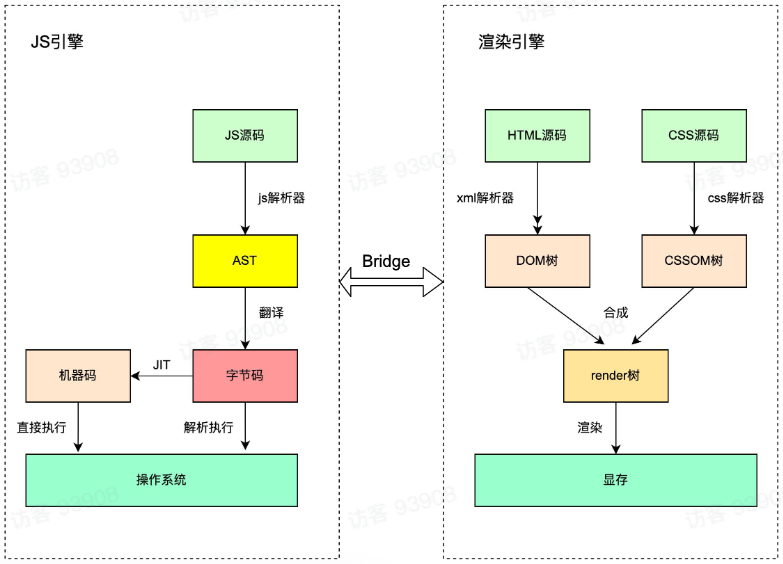 JS引擎
JS源码
js解析器
AST
翻译
机器码
JIT
字节码
直接执行
解析执行
操作系统
Bridge
渲染引擎
HTML源码
CSS源码
xml解析器
css解析器
DOM树
CSSOM树
合成
render树
渲染
显存
访客 93908
访客 93908
访客 93908
访客 93908
访客 93908
访客 93908
访客 93908